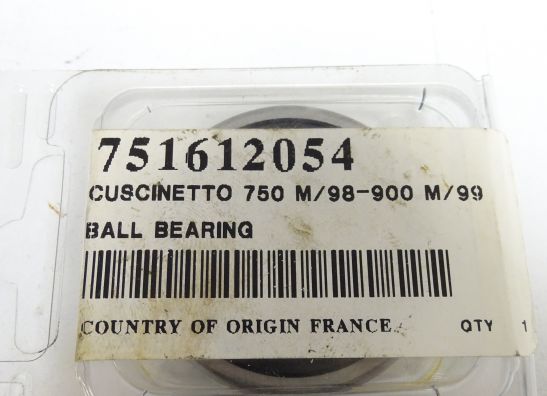 751612054
CUSCINETTO 750 M/98-900 M/99
BALL BEARING
COUNTRY OF ORIGIN FRANCE. QTY 1